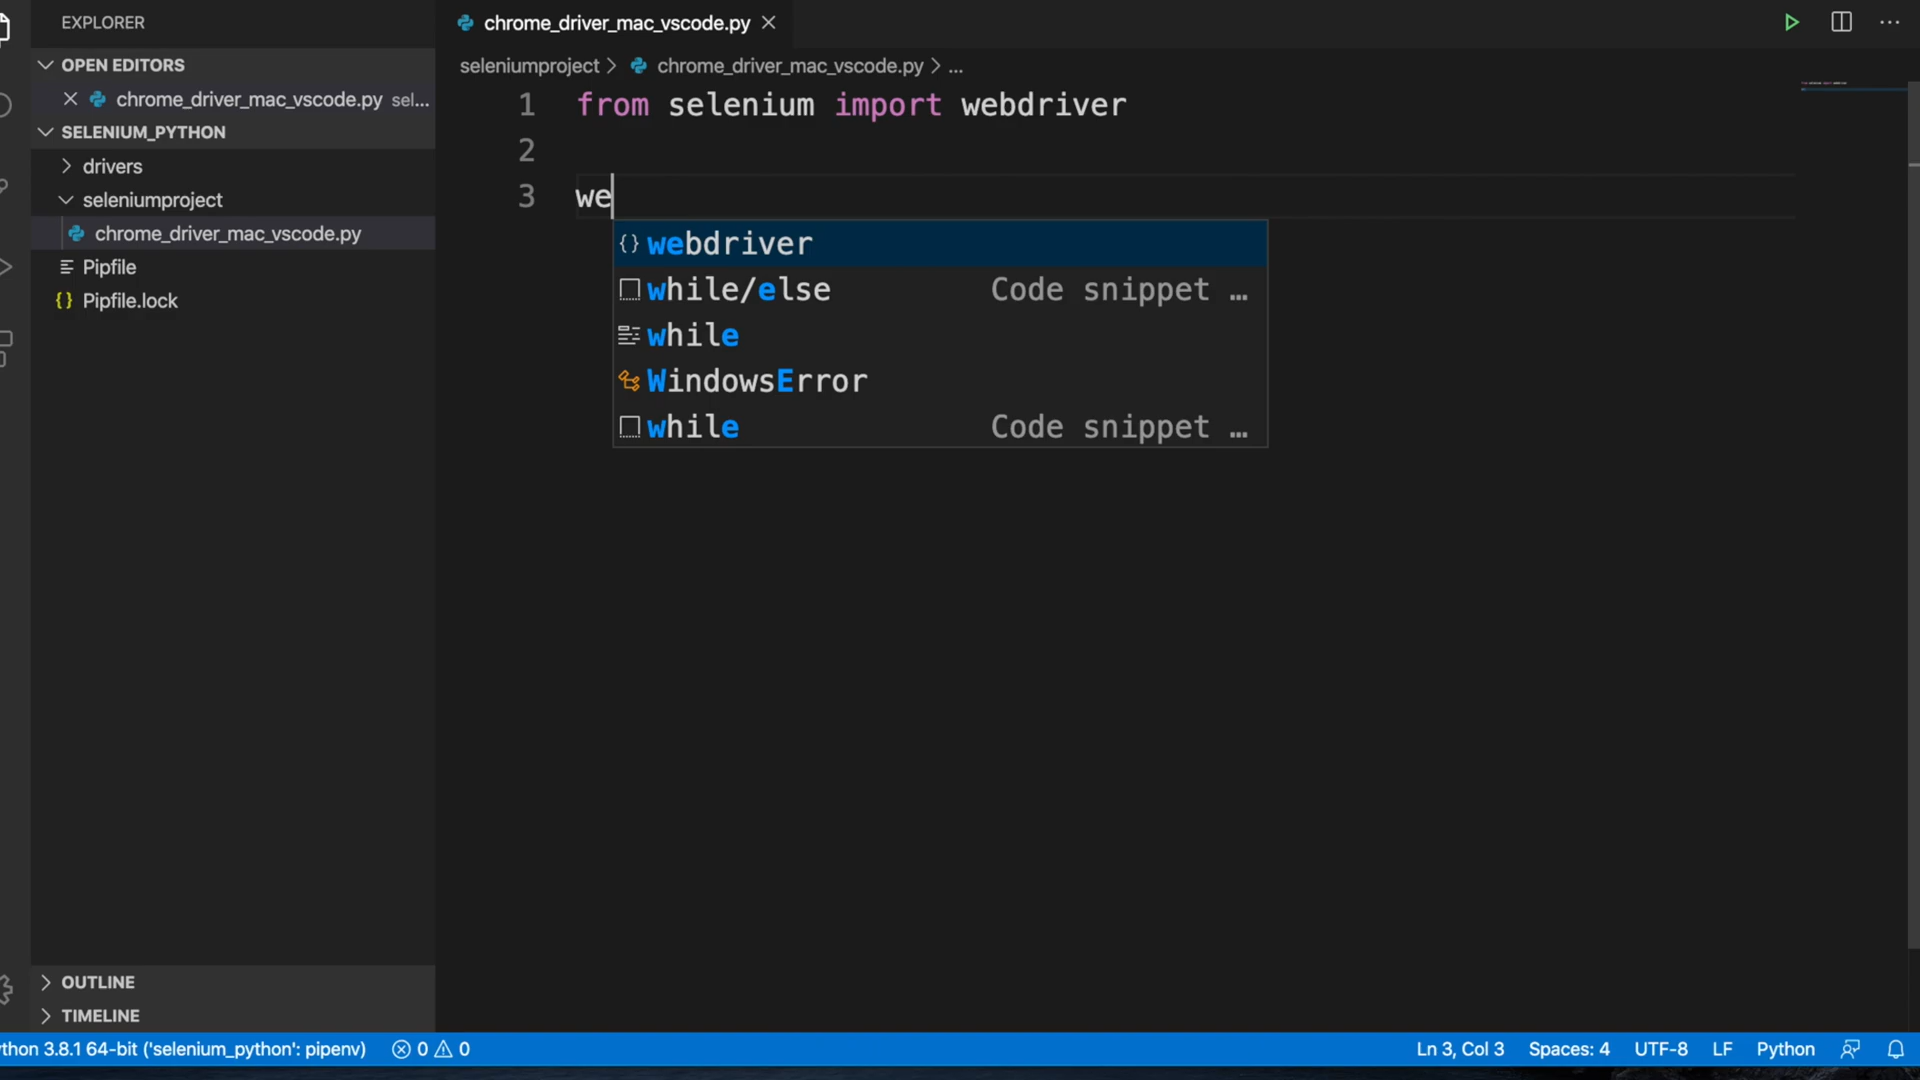 EXPLORER
OPEN EDITORS
chrome_driver_mac_vscode.py sel...
SELENIUM_PYTHON
drivers
seleniumproject
chrome_driver_mac_vscode.py
Pipfile
{} Pipfile.lock
OUTLINE
TIMELINE
chrome_driver_mac_vscode.py
seleniumproject > chrome_driver_mac_vscode.py > ...
1 from selenium import webdriver
2
3 we
{} webdriver
while/else Code snippet …
while
WindowsError
while Code snippet …
thon 3.8.1 64-bit ('selenium_python': pipenv) 0 0 Ln 3, Col 3 Spaces: 4 UTF-8 LF Python